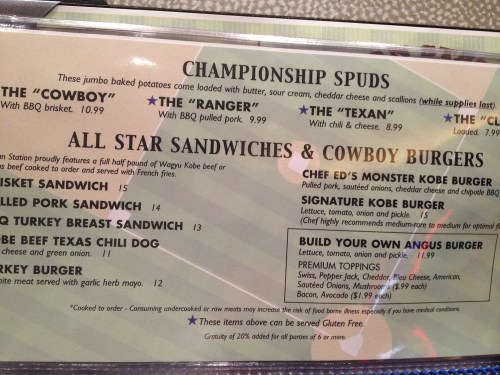 CHAMPIONSHIP SPUDS
These jumbo baked potatoes come loaded with butter, sour cream, cheddar cheese and scallions (while supplies last)
THE "COWBOY"
With BBQ brisket. 10.99
★THE "RANGER"
With BBQ pulled pork. 9.99
★THE "TEXAN"
With chili & cheese. 8.99
★THE "CL
Loaded. 7.99
ALL STAR SANDWICHES & COWBOY BURGERS
n Station proudly features a full half pound of Wagyu Kobe beef or
s beef cooked to order and served with French fries.
ISKET SANDWICH 15
LLED PORK SANDWICH 14
Q TURKEY BREAST SANDWICH 13
BE BEEF TEXAS CHILI DOG
cheese and green onion. 11
RKEY BURGER
ite meat served with garlic herb mayo. 12
CHEF ED'S MONSTER KOBE BURGER
Pulled pork, sautéed onions, cheddar cheese and chipotle BBQ
SIGNATURE KOBE BURGER
Lettuce, tomato, onion and pickle. 15
(Chef highly recommends medium-rare to medium for optimal fl
BUILD YOUR OWN ANGUS BURGER
Lettuce, tomato, onion and pickle. 11.99
PREMIUM TOPPINGS
Swiss, Pepper Jack, Cheddar, Bleu Cheese, American,
Sautéed Onions, Mushrooms ($.99 each)
Bacon, Avocado ($1.99 each)
*Cooked to order - Consuming undercooked or raw meats may increase the risk of food borne illness especially if you have medical conditions.
★These items above can be served Gluten Free.
Gratuity of 20% added for all parties of 6 or more.